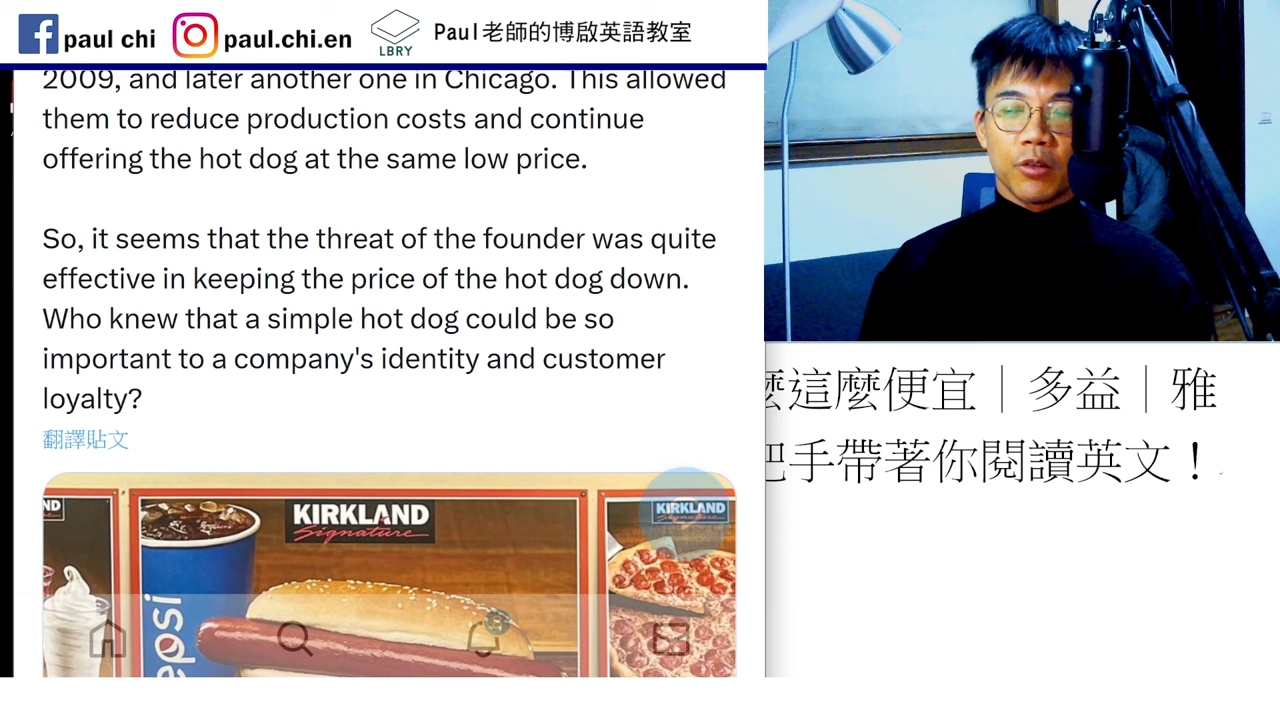 paul chi
paul.chi.en
LBRY
Paul老師的博啟英語教室
2009, and later another one in Chicago. This allowed
them to reduce production costs and continue
offering the hot dog at the same low price.
So, it seems that the threat of the founder was quite
effective in keeping the price of the hot dog down.
Who knew that a simple hot dog could be so
important to a company's identity and customer
loyalty?
翻譯貼文
麼這麼便宜｜多益｜雅
把手帶著你閱讀英文！
ND
KIRKLAND
Signature
KIRKLAND
Signature
pepsi